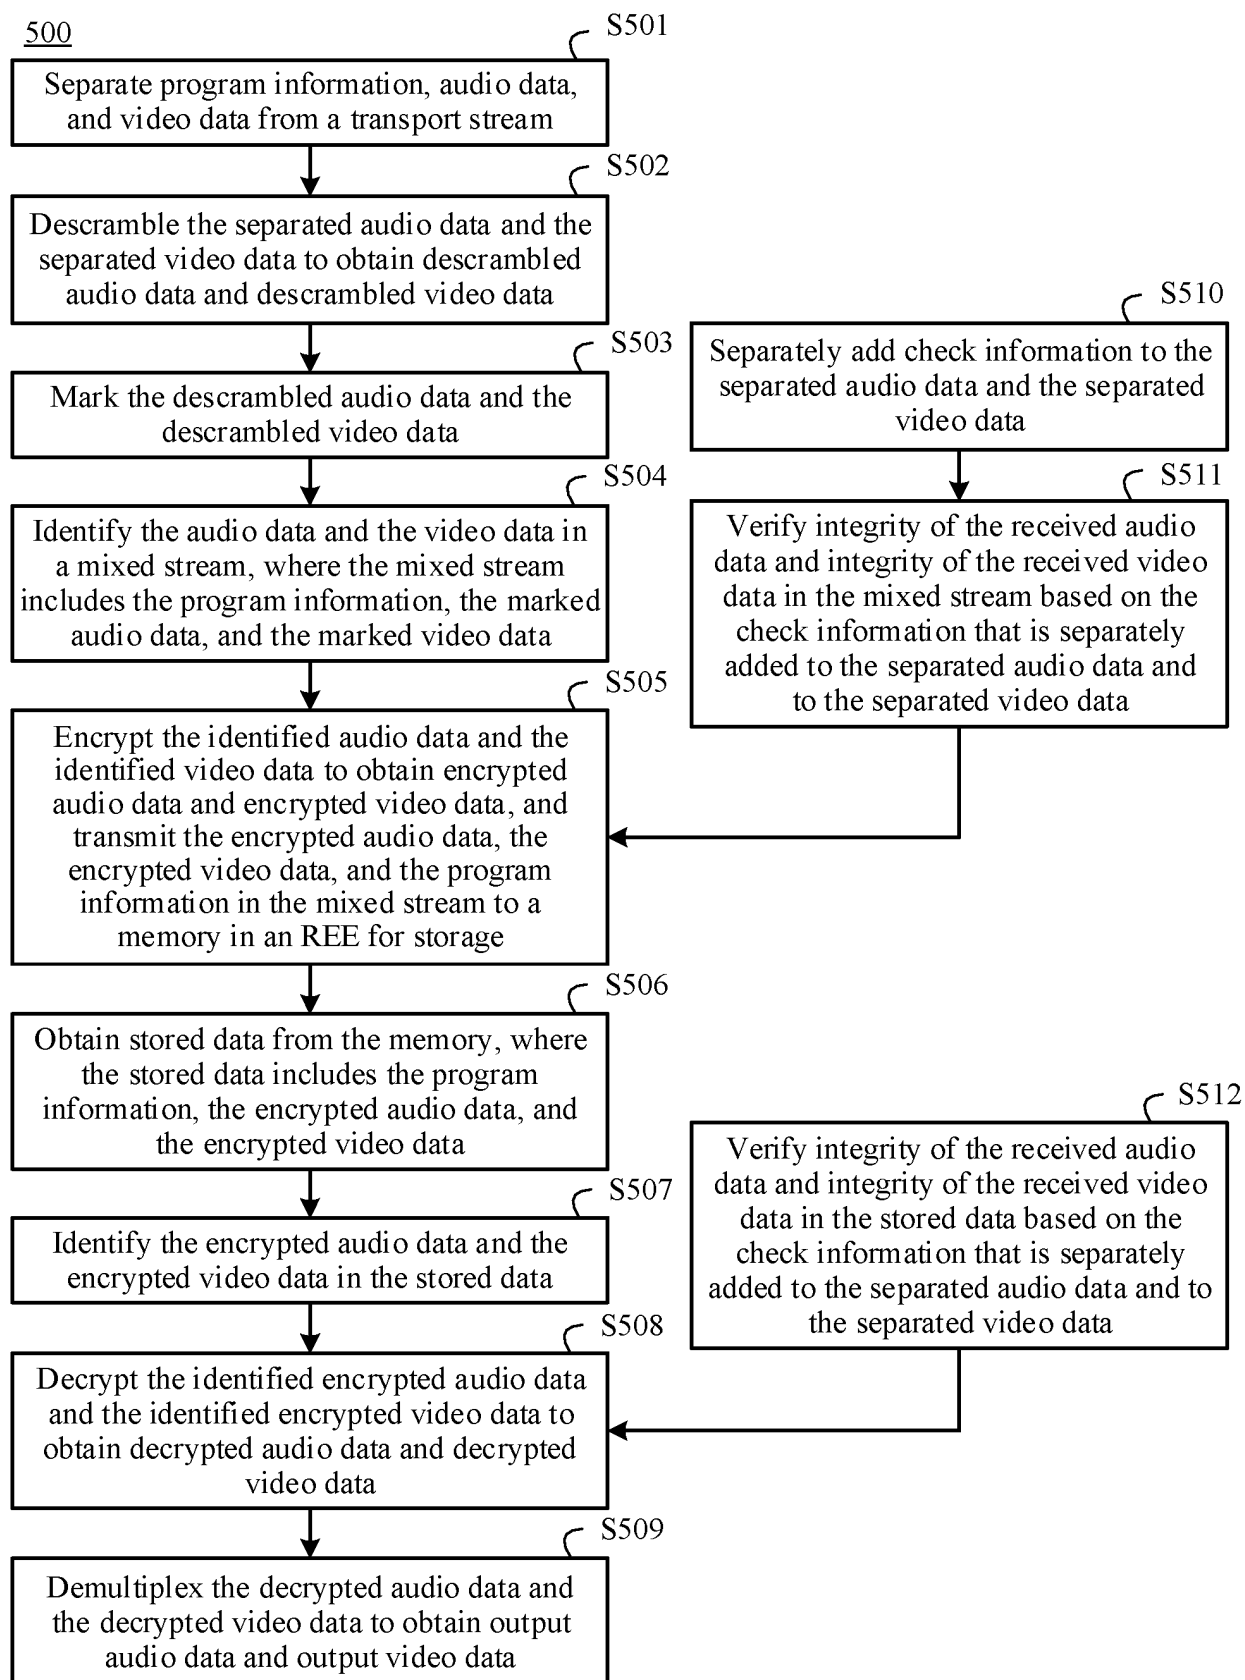 500
S501
Separate program information, audio data,
and video data from a transport stream
S502
Descramble the separated audio data and the
separated video data to obtain descrambled
audio data and descrambled video data
S503
Mark the descrambled audio data and the
descrambled video data
S504
Identify the audio data and the video data in
a mixed stream, where the mixed stream
includes the program information, the marked
audio data, and the marked video data
S505
Encrypt the identified audio data and the
identified video data to obtain encrypted
audio data and encrypted video data, and
transmit the encrypted audio data, the
encrypted video data, and the program
information in the mixed stream to a
memory in an REE for storage
S506
Obtain stored data from the memory, where
the stored data includes the program
information, the encrypted audio data, and
the encrypted video data
S507
Identify the encrypted audio data and the
encrypted video data in the stored data
S508
Decrypt the identified encrypted audio data
and the identified encrypted video data to
obtain decrypted audio data and decrypted
video data
S509
Demultiplex the decrypted audio data and
the decrypted video data to obtain output
audio data and output video data
S510
Separately add check information to the
separated audio data and the separated
video data
S511
Verify integrity of the received audio
data and integrity of the received video
data in the mixed stream based on the
check information that is separately
added to the separated audio data and
to the separated video data
S512
Verify integrity of the received audio
data and integrity of the received video
data in the stored data based on the
check information that is separately
added to the separated audio data and to
the separated video data